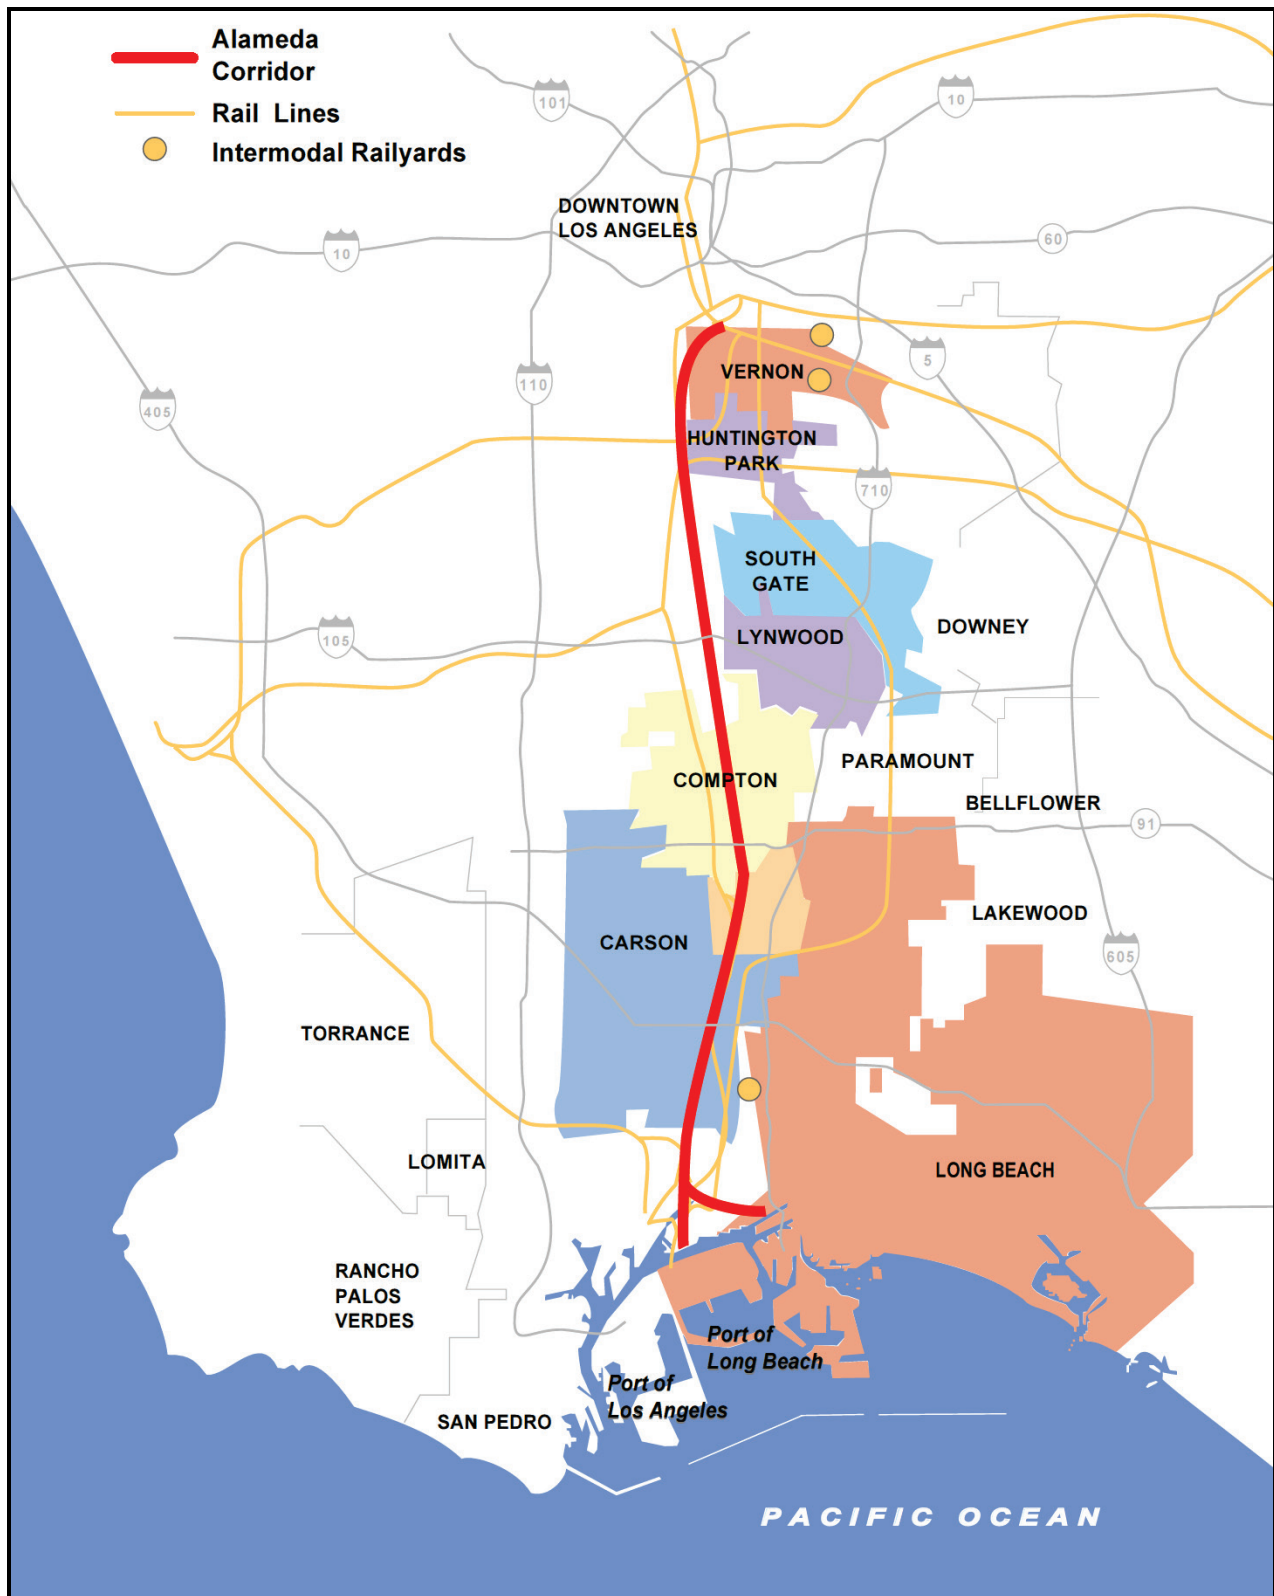 Alameda
Corridor
Rail Lines
Intermodal Railyards
101
10
DOWNTOWN
LOS ANGELES
10
60
VERNON
5
110
405
HUNTINGTON
PARK
710
SOUTH
GATE
DOWNEY
105
LYNWOOD
PARAMOUNT
COMPTON
BELLFLOWER
91
LAKEWOOD
CARSON
605
TORRANCE
LOMITA
LONG BEACH
RANCHO
PALOS
VERDES
Port of
Long Beach
Port of
Los Angeles
SAN PEDRO
PACIFIC OCEAN